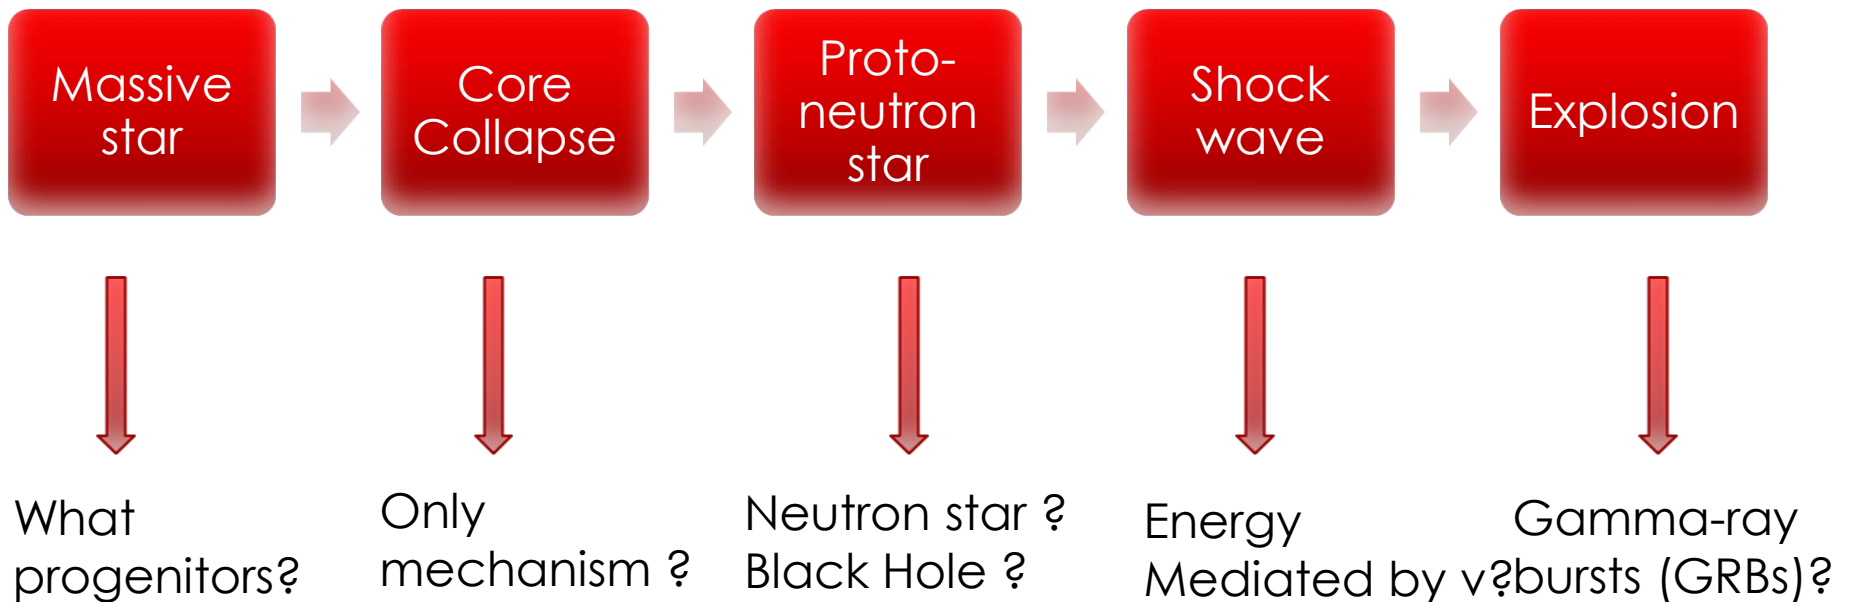 Massive
star
Core
Collapse
Proto-
neutron
star
Shock
wave
Explosion
What
progenitors?
Only
mechanism ?
Neutron star ?
Black Hole ?
Energy
Mediated by ν?
Gamma-ray
bursts (GRBs)?